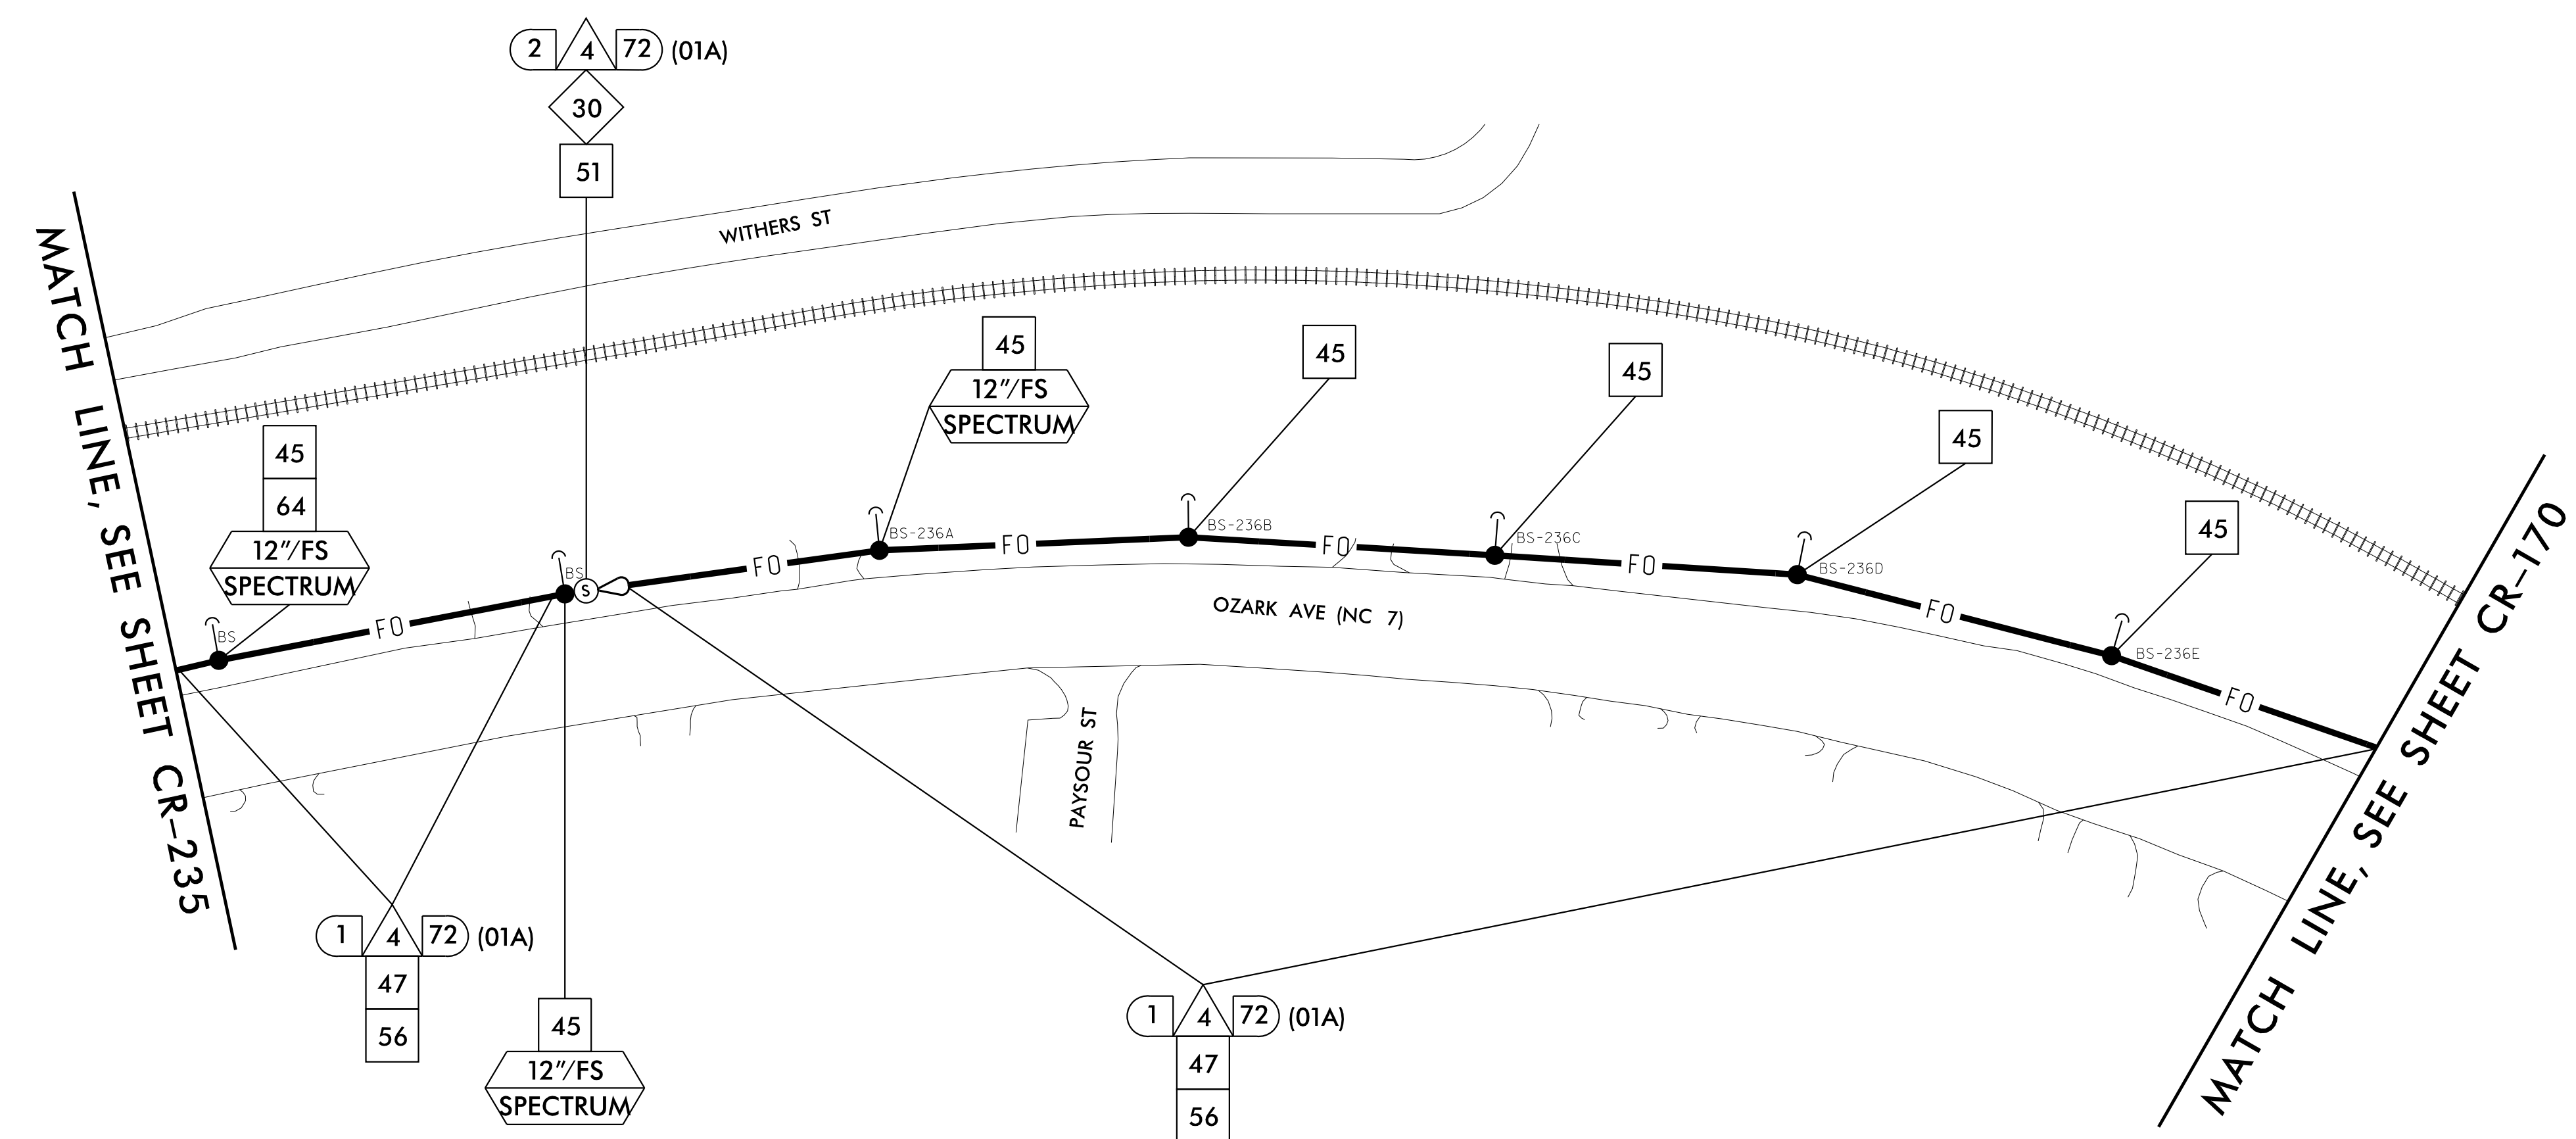 2 4 72 (01A)
30
51
WITHERS ST
MATCH LINE, SEE SHEET CR-235
45
64
12"/FS
SPECTRUM
45
12"/FS
SPECTRUM
45
45
45
45
BS
FO
BS
S
FO
BS-236A
FO
BS-236B
FO
BS-236C
FO
BS-236D
FO
BS-236E
FO
OZARK AVE (NC 7)
PAYSOUR ST
MATCH LINE, SEE SHEET CR-170
1 4 72 (01A)
47
56
45
12"/FS
SPECTRUM
1 4 72 (01A)
47
56